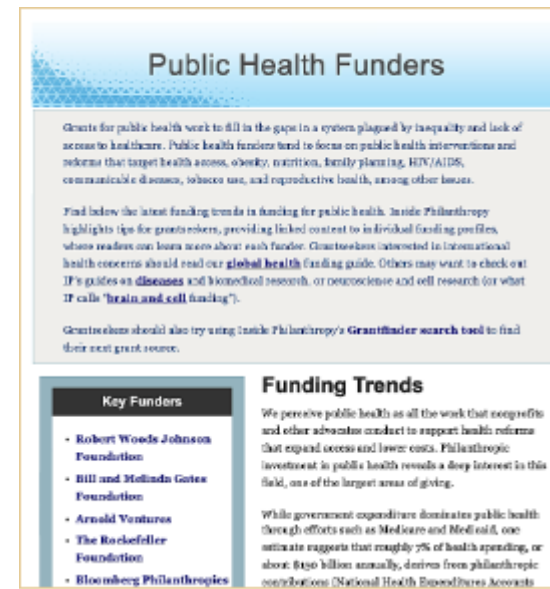 Public Health Funders
Grants for public health work to fill in the gaps in a system plagued by inequality and lack of
access to healthcare. Public health funders tend to focus on public health interventions and
reforms that target health access, obesity, nutrition, family planning, HIV/AIDS,
communicable diseases, tobacco use, and reproductive health, among other issues.
Find below the latest funding trends in funding for public health. Inside Philanthropy
highlights tips for grantseekers, providing linked content to individual funding profiles,
where readers can learn more about each funder. Grantseekers interested in international
health concerns should read our global health funding guide. Others may want to check out
IP's guides on diseases and biomedical research, or neuroscience and cell research (or what
IP calls "brain and cell funding").
Grantseekers should also try using Inside Philanthropy's Grantfinder search tool to find
their next grant source.
Key Funders
• Robert Woods Johnson
Foundation
• Bill and Melinda Gates
Foundation
• Arnold Ventures
• The Rockefeller
Foundation
• Bloomberg Philanthropies
Funding Trends
We perceive public health as all the work that nonprofits
and other advocates conduct to support health reforms
that expand access and lower costs. Philanthropic
investment in public health reveals a deep interest in this
field, one of the largest areas of giving.
While government expenditure dominates public health
through efforts such as Medicare and Medicaid, one
estimate suggests that roughly 7% of health spending, or
about $190 billion annually, derives from philanthropic
contributions (National Health Expenditures Accounts